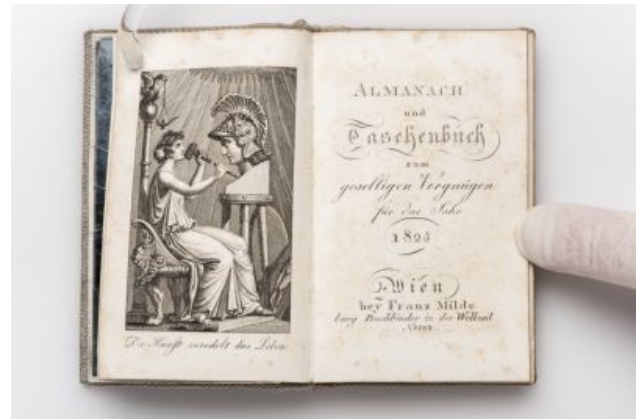 Die Kunst veredelt das Leben.
ALMANACH
und
Taschenbuch
zum
geselligen Vergnügen
für das Jahr
1825
Wien
bey Franz Milde
bürg Buchbinder in der Wollzeil